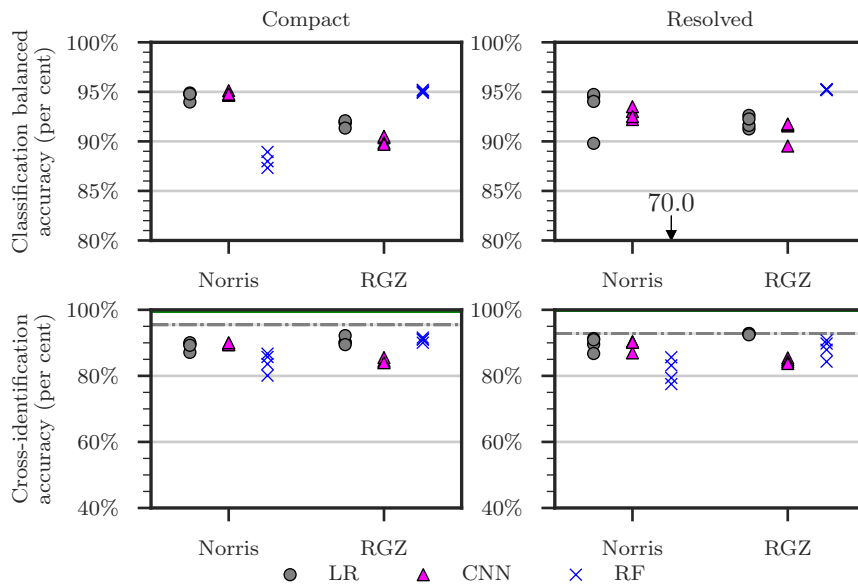 Compact
Resolved
Classification balanced
accuracy (per cent)
100%
95%
90%
85%
80%
Norris
RGZ
100%
95%
90%
85%
80%
70.0
Norris
RGZ
Cross-identification
accuracy (per cent)
100%
80%
60%
40%
Norris
RGZ
100%
80%
60%
40%
Norris
RGZ
LR CNN RF